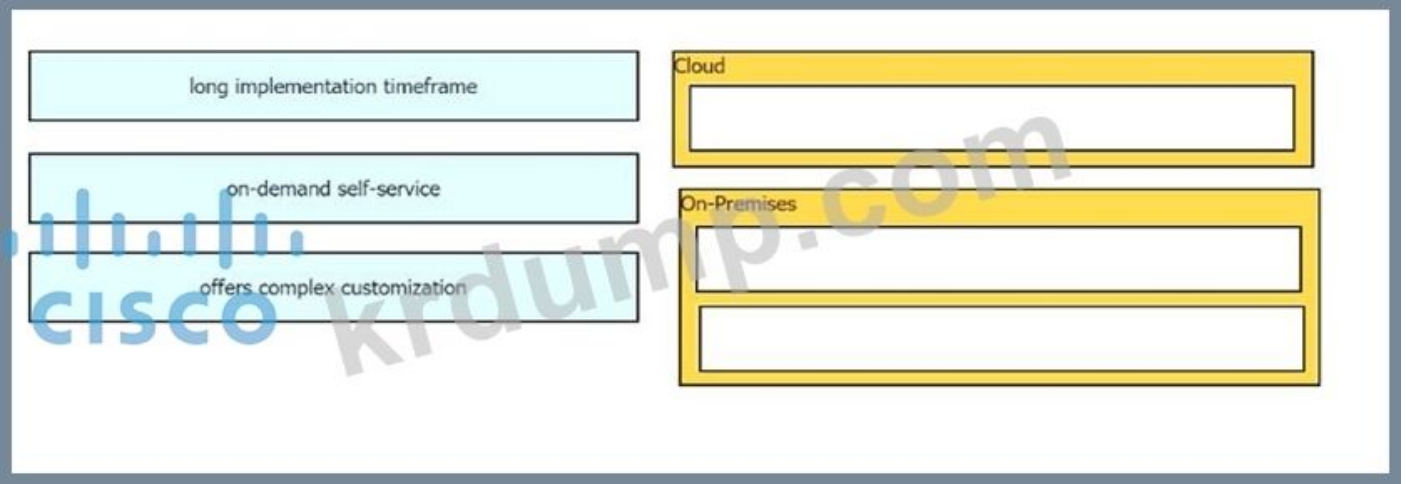 long implementation timeframe
on-demand self-service
offers complex customization
Cloud
On-Premises
CISCO
krdump.com